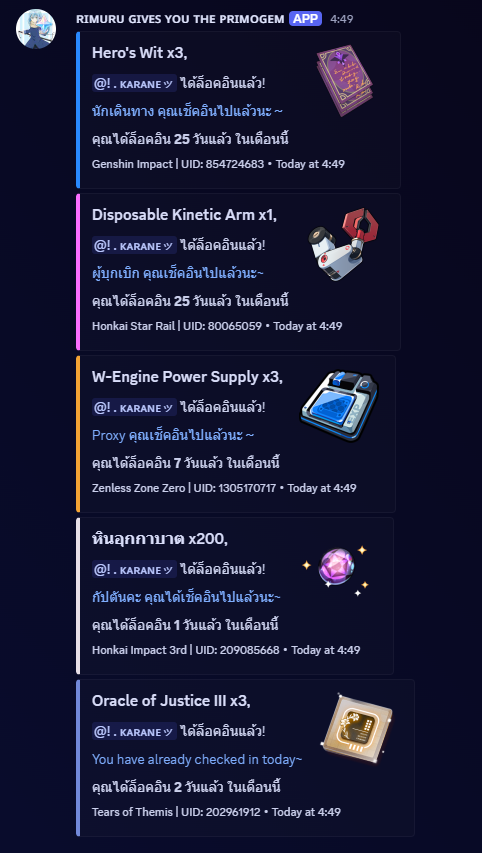 RIMURU GIVES YOU THE PRIMOGEM APP 4:49
Hero's Wit x3,
@! . KARANE ツ ได้ล็อคอินแล้ว!
นักเดินทาง คุณเช็คอินไปแล้วนะ ~
คุณได้ล็อคอิน 25 วันแล้ว ในเดือนนี้
Genshin Impact | UID: 854724683 • Today at 4:49
Disposable Kinetic Arm x1,
@! . KARANE ツ ได้ล็อคอินแล้ว!
ผู้บุกเบิก คุณเช็คอินไปแล้วนะ~
คุณได้ล็อคอิน 25 วันแล้ว ในเดือนนี้
Honkai Star Rail | UID: 80065059 • Today at 4:49
W-Engine Power Supply x3,
@! . KARANE ツ ได้ล็อคอินแล้ว!
Proxy คุณเช็คอินไปแล้วนะ ~
คุณได้ล็อคอิน 7 วันแล้ว ในเดือนนี้
Zenless Zone Zero | UID: 1305170717 • Today at 4:49
หินอุกกาบาต x200,
@! . KARANE ツ ได้ล็อคอินแล้ว!
กัปตันคะ คุณได้เช็คอินไปแล้วนะ~
คุณได้ล็อคอิน 1 วันแล้ว ในเดือนนี้
Honkai Impact 3rd | UID: 209085668 • Today at 4:49
Oracle of Justice III x3,
@! . KARANE ツ ได้ล็อคอินแล้ว!
You have already checked in today~
คุณได้ล็อคอิน 2 วันแล้ว ในเดือนนี้
Tears of Themis | UID: 202961912 • Today at 4:49